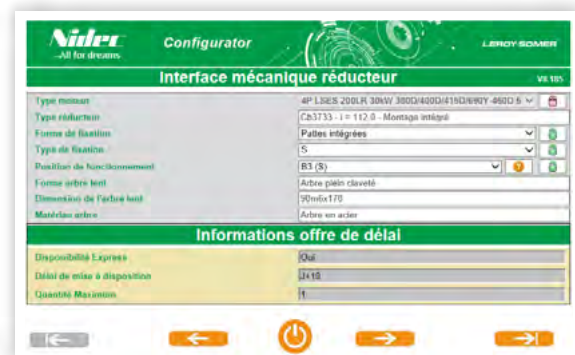 Nidec
All for dreams
Configurator
LEROY-SOMER
Interface mécanique réducteur
V8.105
Type moteur
4P LSES 200LR 30kW 380D/400D/415D/690Y-460D
Type réducteur
Cb3733 - i = 112.0 - Montage intégré
Forme de fixation
Pattes intégrées
Type de fixation
S
Position de fonctionnement
B3 (S)
?
Forme arbre lent
Arbre plein claveté
Dimension de l'arbre lent
90m6x170
Matériau arbre
Arbre en acier
Informations offre de délai
Disponibilité Express
Oui
Délai de mise à disposition
J+10
Quantité Maximum
1